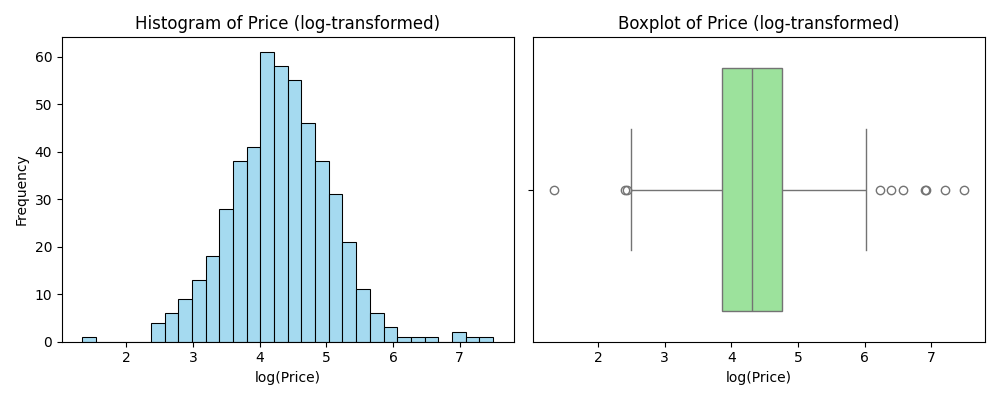 Histogram of Price (log-transformed)
Frequency
60
50
40
30
20
10
0
2 3 4 5 6 7
log(Price)
Boxplot of Price (log-transformed)
2 3 4 5 6 7
log(Price)